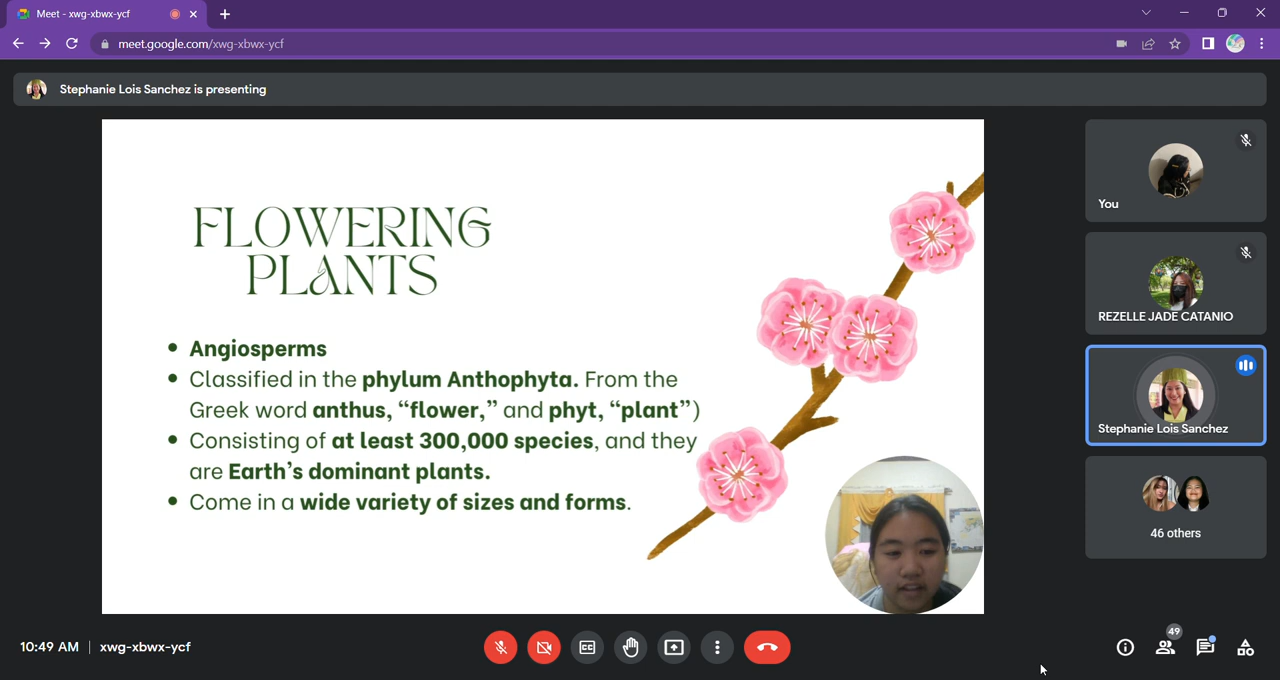 Meet - xwg-xbwx-ycf
meet.google.com/xwg-xbwx-ycf
Stephanie Lois Sanchez is presenting
FLOWERING
PLANTS
• Angiosperms
• Classified in the phylum Anthophyta. From the
Greek word anthus, “flower,” and phyt, “plant”)
• Consisting of at least 300,000 species, and they
are Earth’s dominant plants.
• Come in a wide variety of sizes and forms.
You
REZELLE JADE CATANIO
Stephanie Lois Sanchez
46 others
10:49 AM | xwg-xbwx-ycf
49